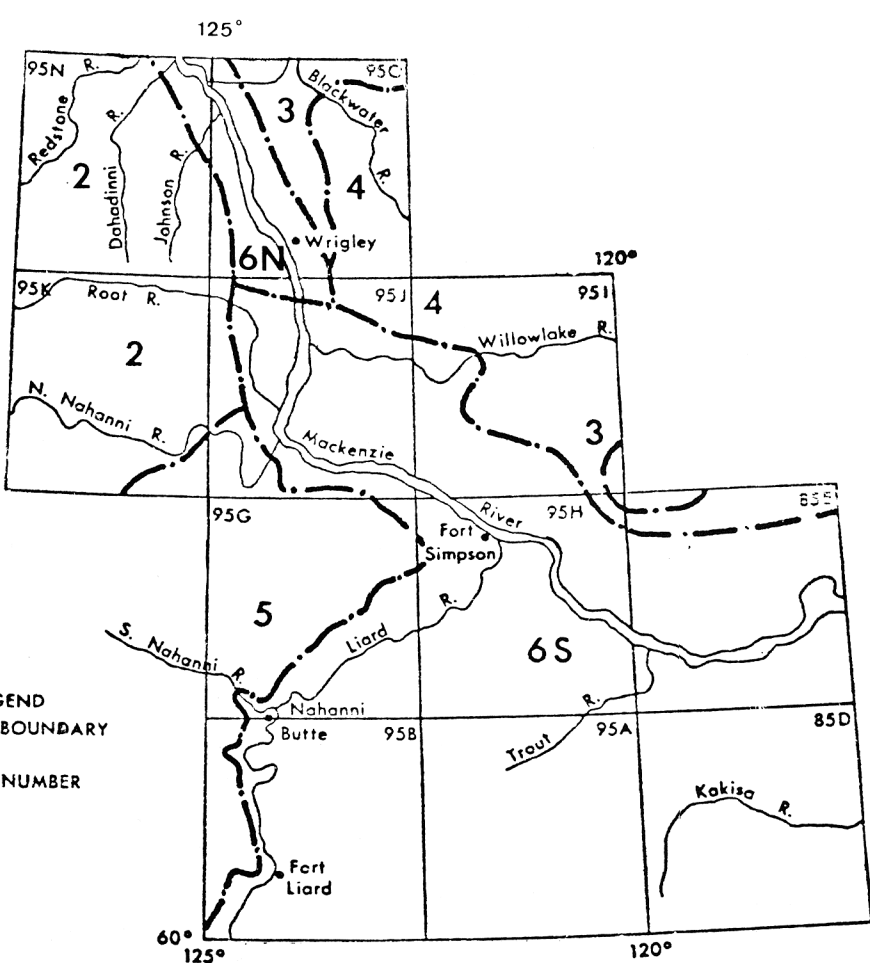 125°
95N
R.
95C
Blackwater
R.
3
Redstone
R.
2
Dahadinni
Johnson
R.
4
Wrigley
6N
120°
95K
Root R.
95J
4
95I
Willowlake R.
2
N. Nahanni R.
3
Mackenzie
River
95G
95H
85E
Fort
Simpson
5
R.
Liard
S. Nahanni R.
6S
R.
Trout
GEND
BOUNDARY
NUMBER
Nahanni
Butte
95B
95A
85D
Kakisa R.
Fort
Liard
60°
125°
120°